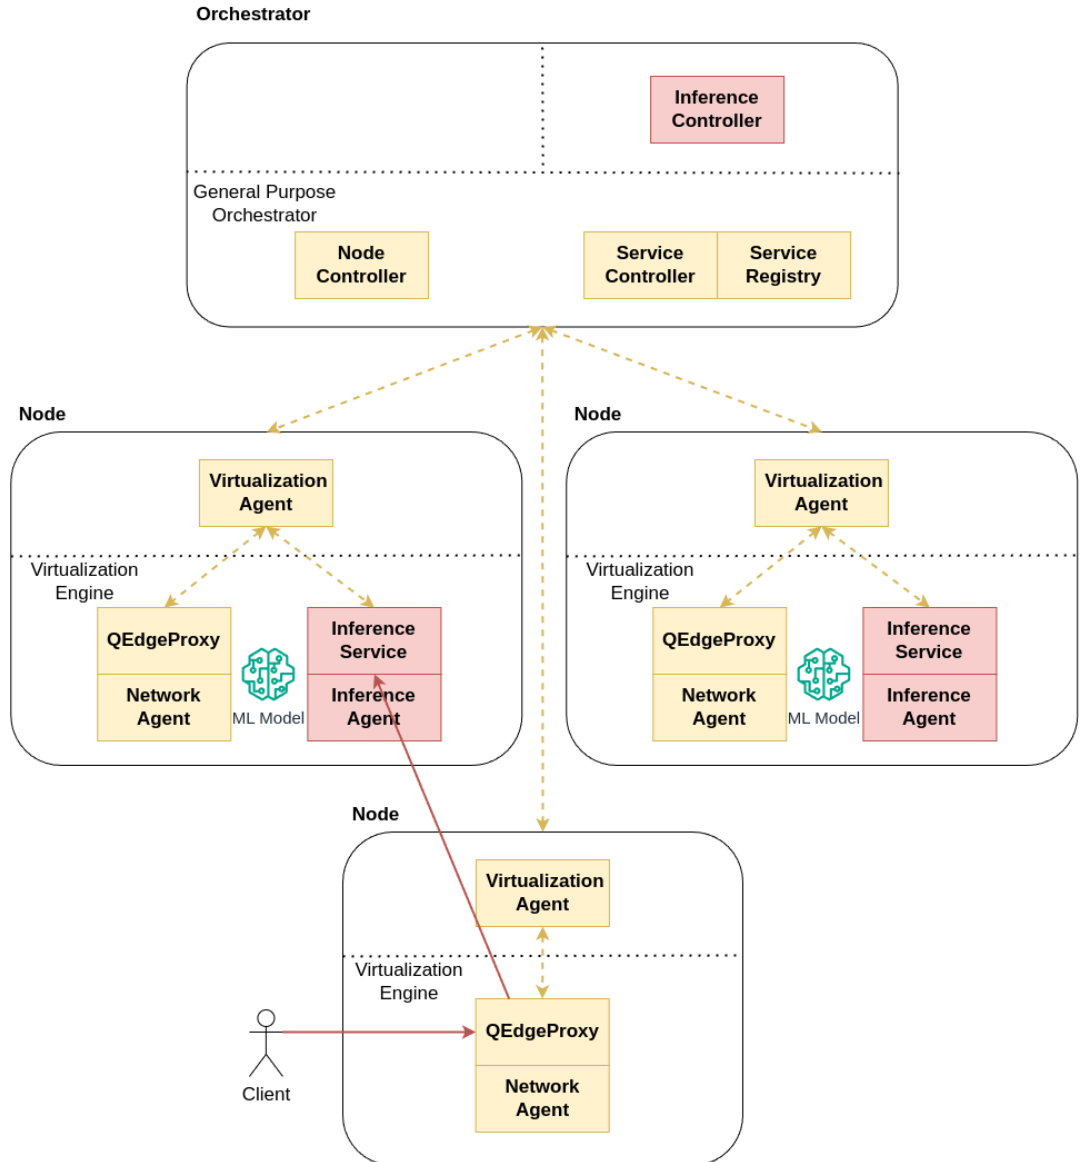 Orchestrator
Inference
Controller
General Purpose
Orchestrator
Node
Controller
Service
Controller
Service
Registry
Node
Virtualization
Agent
Virtualization
Engine
QEdgeProxy
Network
Agent
ML Model
Inference
Service
Inference
Agent
Node
Virtualization
Agent
Virtualization
Engine
QEdgeProxy
Network
Agent
ML Model
Inference
Service
Inference
Agent
Node
Virtualization
Agent
Virtualization
Engine
QEdgeProxy
Network
Agent
Client